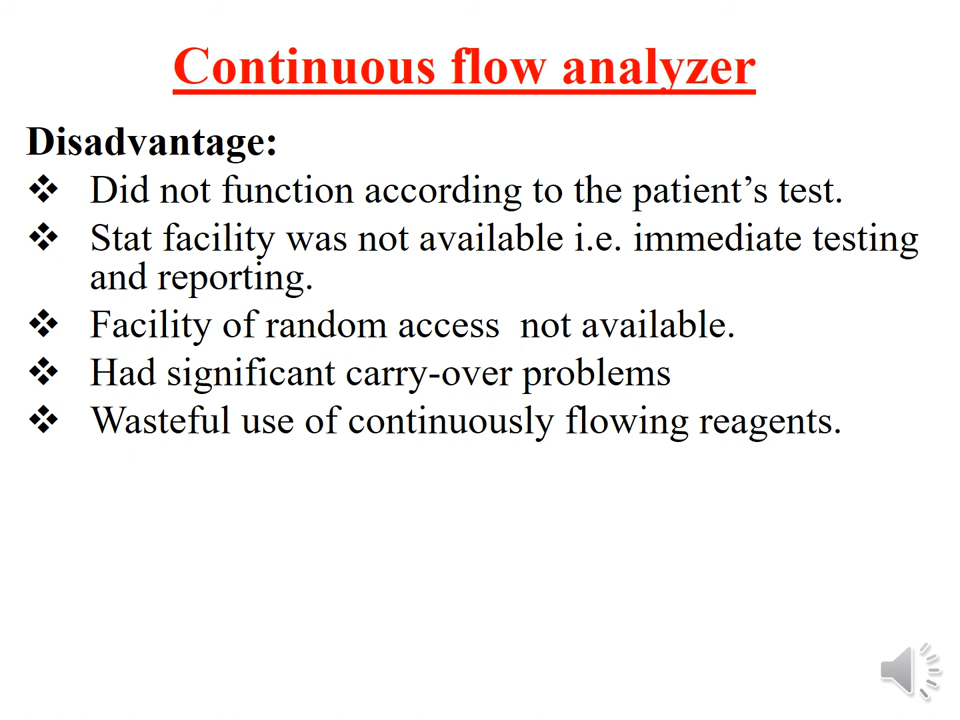 Continuous flow analyzer
Disadvantage:
❖ Did not function according to the patient’s test.
❖ Stat facility was not available i.e. immediate testing
and reporting.
❖ Facility of random access  not available.
❖ Had significant carry-over problems
❖ Wasteful use of continuously flowing reagents.